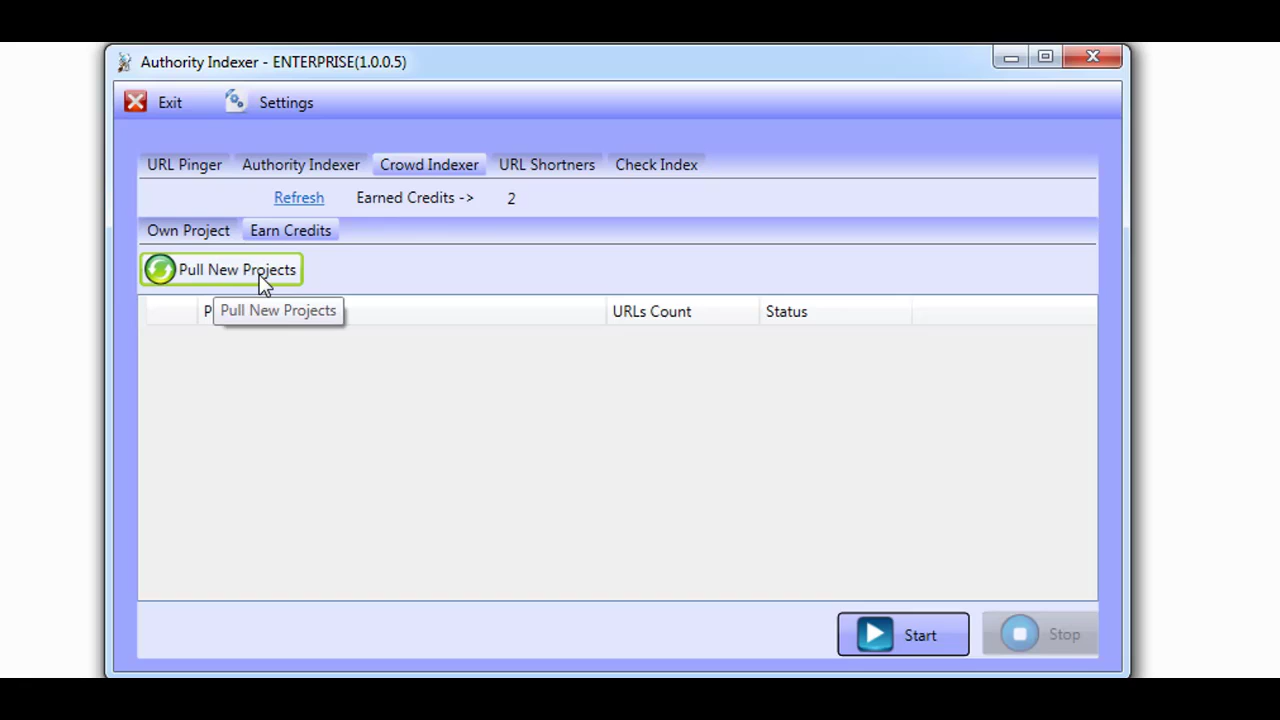 Authority Indexer - ENTERPRISE(1.0.0.5)
Exit Settings
URL Pinger Authority Indexer Crowd Indexer URL Shortners Check Index
Refresh Earned Credits -> 2
Own Project Earn Credits
Pull New Projects
Pull New Projects URLs Count Status
Start Stop